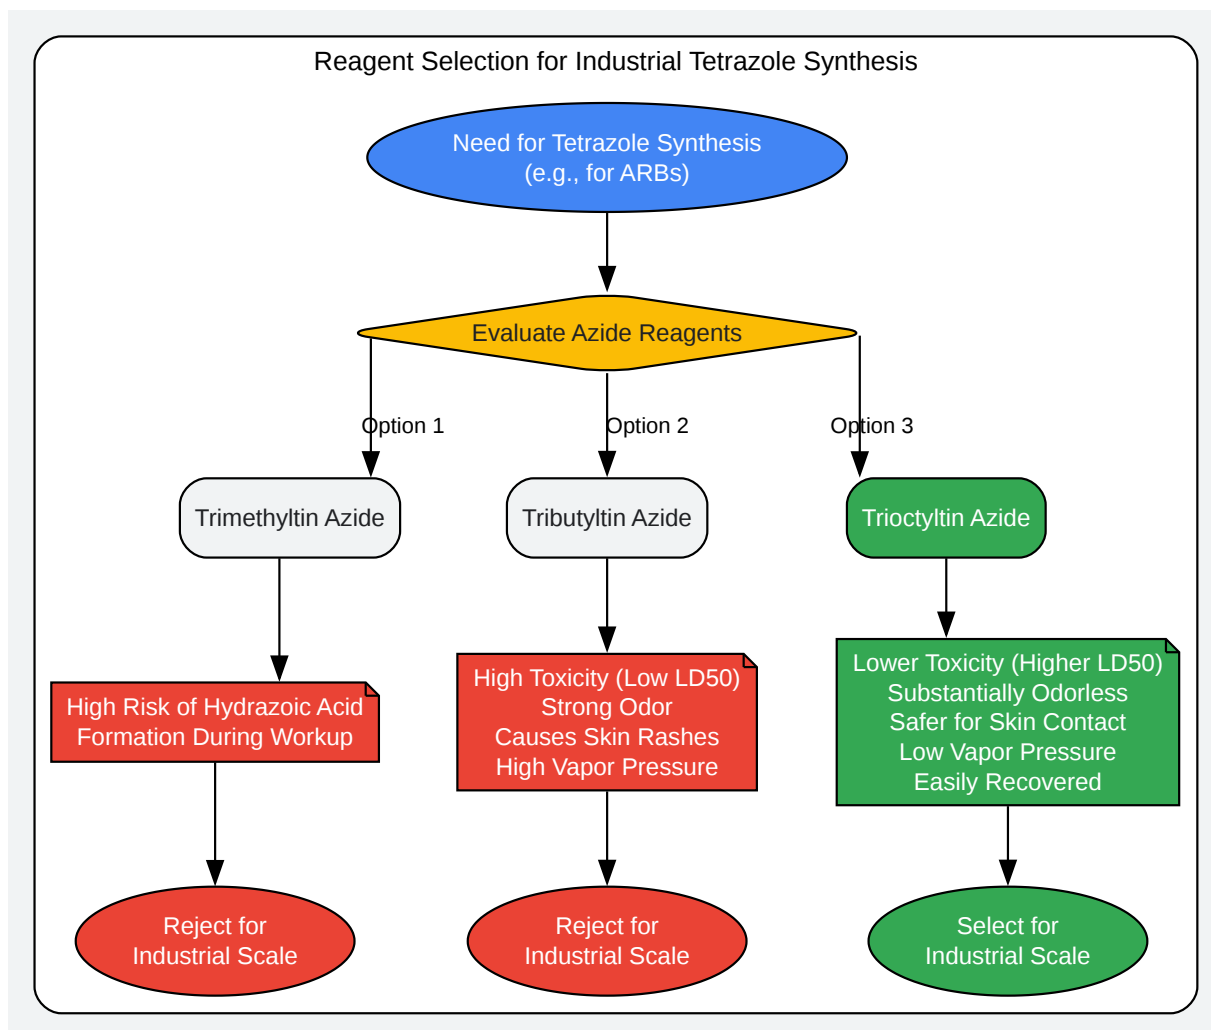 Reagent Selection for Industrial Tetrazole Synthesis
Need for Tetrazole Synthesis
(e.g., for ARBs)
Evaluate Azide Reagents
Option 1
Option 2
Option 3
Trimethyltin Azide
Tributyltin Azide
Trioctyltin Azide
High Risk of Hydrazoic Acid
Formation During Workup
High Toxicity (Low LD50)
Strong Odor
Causes Skin Rashes
High Vapor Pressure
Lower Toxicity (Higher LD50)
Substantially Odorless
Safer for Skin Contact
Low Vapor Pressure
Easily Recovered
Reject for
Industrial Scale
Reject for
Industrial Scale
Select for
Industrial Scale